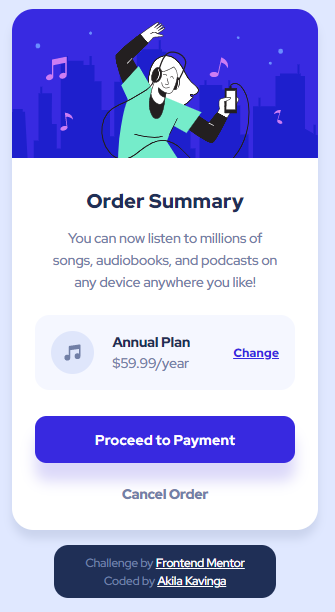 Order Summary
You can now listen to millions of
songs, audiobooks, and podcasts on
any device anywhere you like!
Annual Plan
$59.99/year
Change
Proceed to Payment
Cancel Order
Challenge by Frontend Mentor
Coded by Akila Kavinga